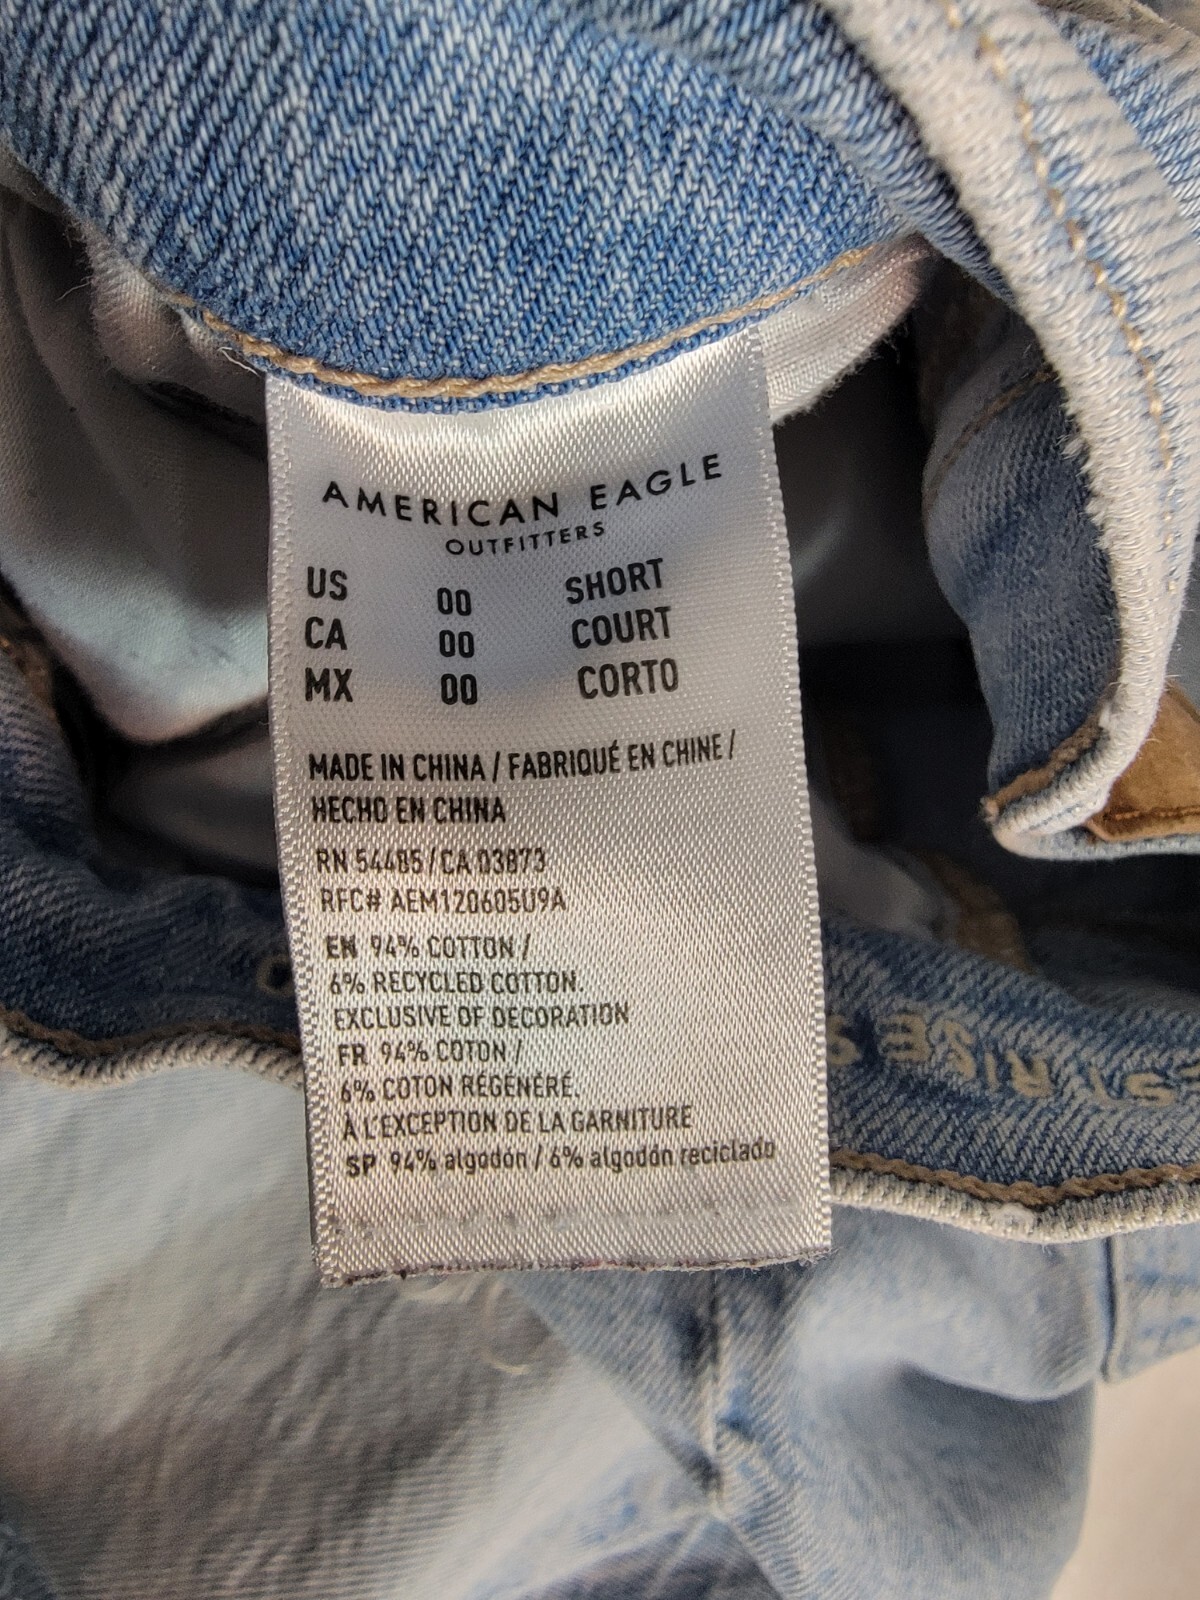 AMERICAN EAGLE
OUTFITTERS
US 00 SHORT
CA 00 COURT
MX 00 CORTO
MADE IN CHINA / FABRIQUÉ EN CHINE /
HECHO EN CHINA
RN 54485 / CA 03873
RFC# AEM120605U9A
EN 94% COTTON /
6% RECYCLED COTTON.
EXCLUSIVE OF DECORATION
FR 94% COTON /
6% COTON RÉGÉNÉRÉ.
À L'EXCEPTION DE LA GARNITURE
SP 94% algodón / 6% algodón reciclado
RISE